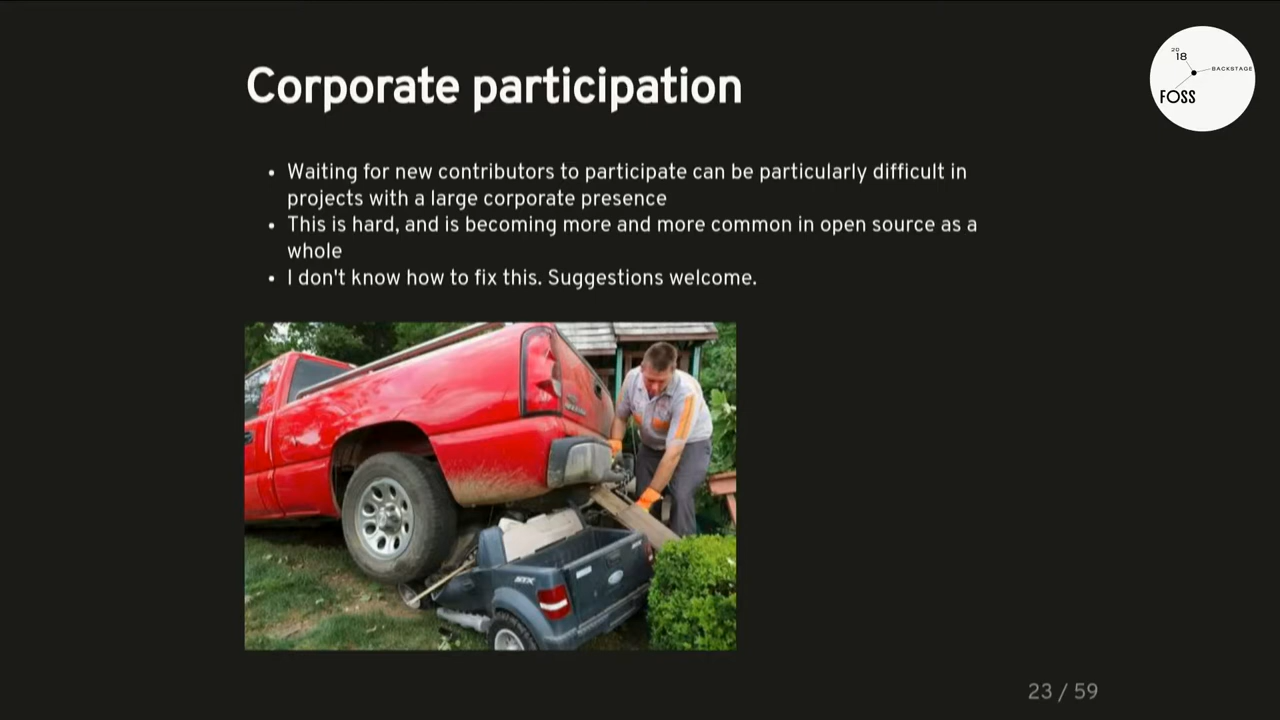 Corporate participation
20
18
BACKSTAGE
FOSS
• Waiting for new contributors to participate can be particularly difficult in
projects with a large corporate presence
• This is hard, and is becoming more and more common in open source as a
whole
• I don't know how to fix this. Suggestions welcome.
STX
23 / 59